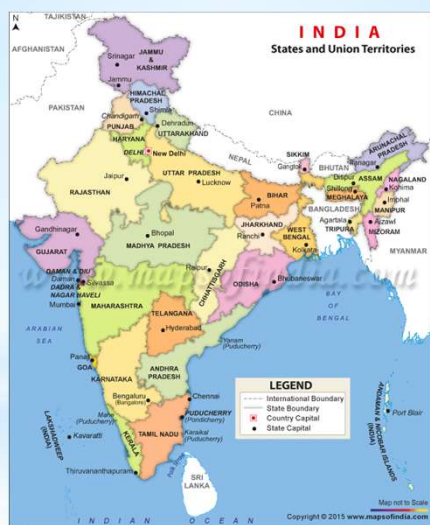 N
INDIA
States and Union Territories
TAJIKISTAN
AFGHANISTAN
PAKISTAN
CHINA
Srinagar
JAMMU &
KASHMIR
Jammu
HIMACHAL
PRADESH
Shimla
Chandigarh
PUNJAB
Dehradun
UTTARAKHAND
HARYANA
DELHI
New Delhi
NEPAL
SIKKIM
Gangtok
BHUTAN
ARUNACHAL
PRADESH
Itanagar
RAJASTHAN
Jaipur
UTTAR PRADESH
Lucknow
BIHAR
Patna
Dispur
ASSAM
NAGALAND
Kohima
Shillong
MEGHALAYA
Imphal
MANIPUR
BANGLADESH
Agartala
TRIPURA
Aizawl
MIZORAM
MYANMAR
Gandhinagar
GUJARAT
Bhopal
MADHYA PRADESH
JHARKHAND
Ranchi
WEST
BENGAL
Kolkata
www.mapsofindia.com
DAMAN & DIU
Daman
Silvassa
DADRA &
NAGAR HAVELI
Mumbai
MAHARASHTRA
Raipur
CHHATTISGARH
ODISHA
Bhubaneswar
TELANGANA
Hyderabad
ARABIAN
SEA
BAY
OF
BENGAL
Yanam
(Puducherry)
Panaji
GOA
KARNATAKA
ANDHRA
PRADESH
Bengaluru
(Bangalore)
Chennai
Mahe
(Puducherry)
PUDUCHERRY
(Pondicherry)
Karaikal
(Puducherry)
TAMIL NADU
KERALA
Thiruvananthapuram
LAKSHADWEEP
(INDIA)
Kavaratti
SRI
LANKA
ANDAMAN & NICOBAR ISLANDS
(INDIA)
Port Blair
LEGEND
International Boundary
State Boundary
Country Capital
State Capital
INDIAN OCEAN
Map not to Scale
Copyright © 2015 www.mapsofindia.com